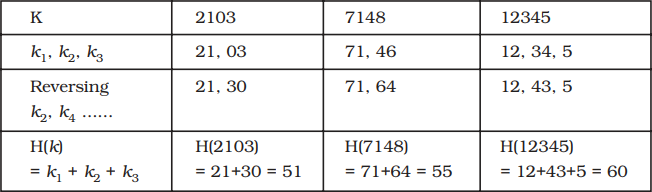 K 2103 7148 12345
k₁, k₂, k₃ 21, 03 71, 46 12, 34, 5
Reversing 21, 30 71, 64 12, 43, 5
k₂, k₄ ......
H(k) H(2103) H(7148) H(12345)
= k₁ + k₂ + k₃ = 21+30 = 51 = 71+64 = 55 = 12+43+5 = 60